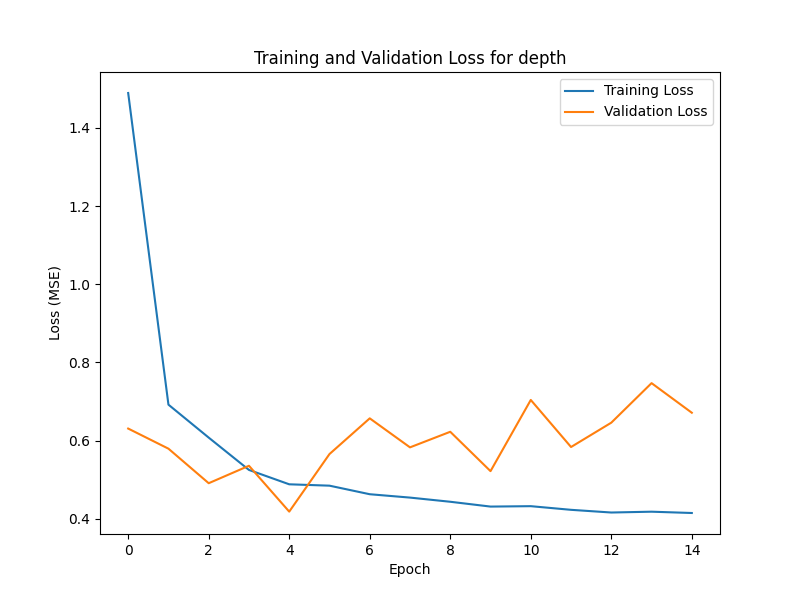 Training and Validation Loss for depth
Training Loss
Validation Loss
1.4
1.2
1.0
0.8
0.6
0.4
Loss (MSE)
0 2 4 6 8 10 12 14
Epoch